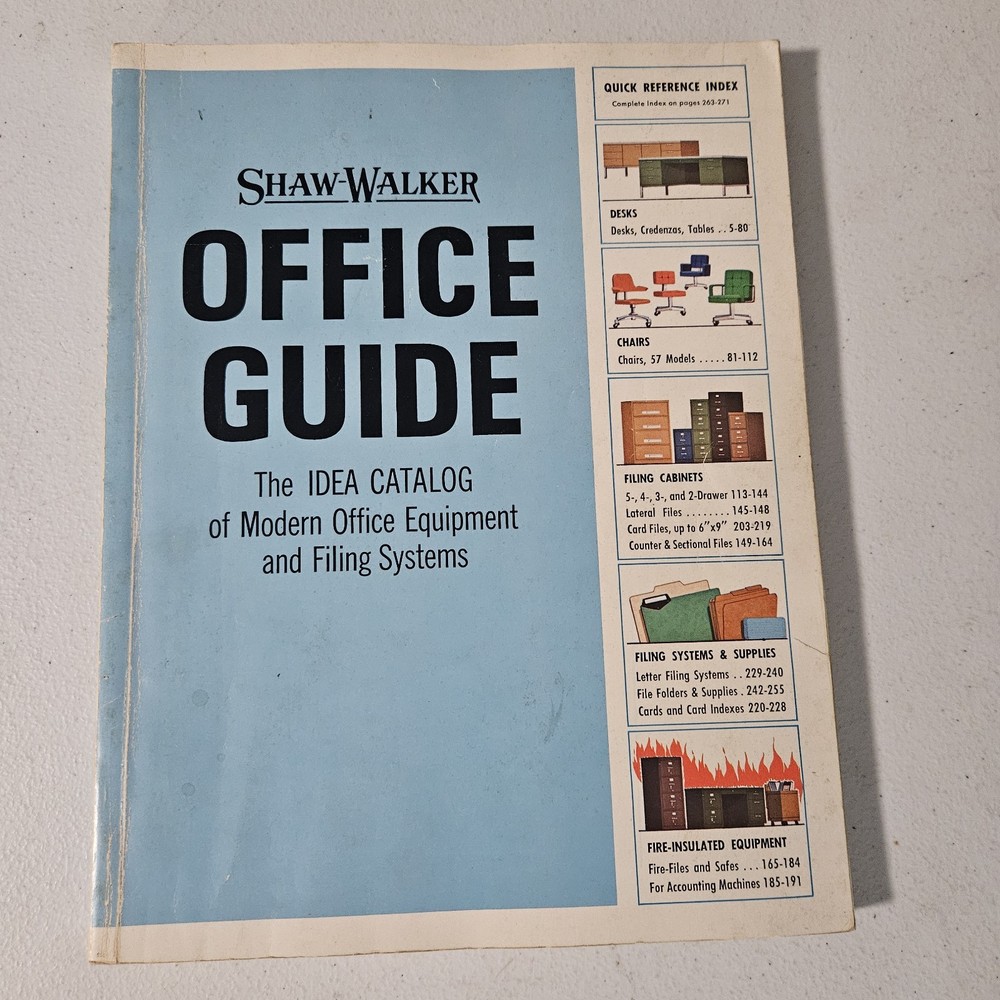 SHAW-WALKER
OFFICE
GUIDE
The IDEA CATALOG
of Modern Office Equipment
and Filing Systems
QUICK REFERENCE INDEX
Complete Index on pages 263-271
DESKS
Desks, Credenzas, Tables . . 5-80
CHAIRS
Chairs, 57 Models . . . . . 81-112
FILING CABINETS
5-, 4-, 3-, and 2-Drawer 113-144
Lateral Files . . . . . . . . 145-148
Card Files, up to 6"x9" 203-219
Counter & Sectional Files 149-164
FILING SYSTEMS & SUPPLIES
Letter Filing Systems . . 229-240
File Folders & Supplies . 242-255
Cards and Card Indexes 220-228
FIRE-INSULATED EQUIPMENT
Fire-Files and Safes . . . 165-184
For Accounting Machines 185-191